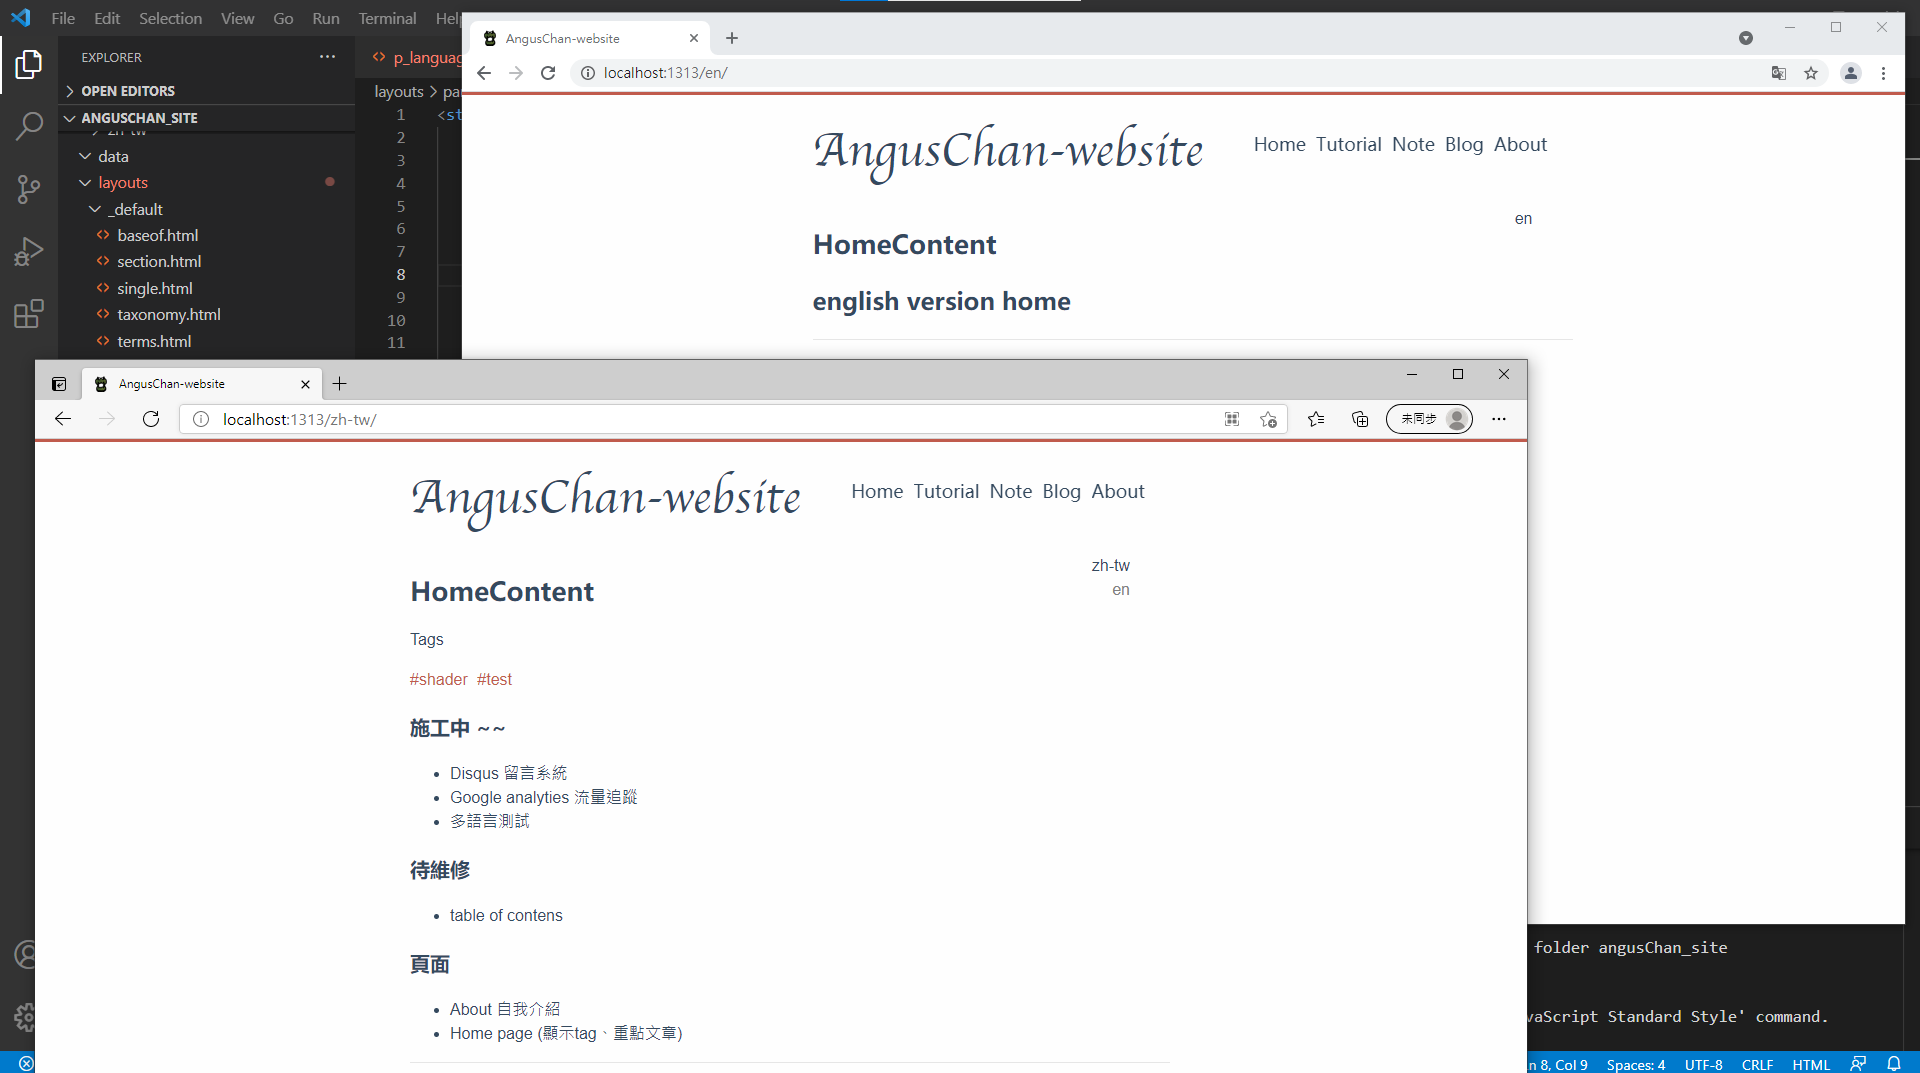 File Edit Selection View Go Run Terminal
EXPLORER
OPEN EDITORS
ANGUSCHAN_SITE
data
layouts
_default
baseof.html
section.html
single.html
taxonomy.html
terms.html
layouts
1
2
3
4
5
6
7
8
9
10
11
AngusChan-website
localhost:1313/en/
AngusChan-website
Home Tutorial Note Blog About
en
HomeContent
english version home
AngusChan-website
localhost:1313/zh-tw/
未同步
AngusChan-website
Home Tutorial Note Blog About
zh-tw
en
HomeContent
Tags
#shader #test
施工中 ~~
Disqus 留言系統
Google analyties 流量追蹤
多語言測試
待維修
table of contens
頁面
About 自我介紹
Home page (顯示tag、重點文章)
folder angusChan_site
vaScript Standard Style' command.
n 8, Col 9 Spaces: 4 UTF-8 CRLF HTML